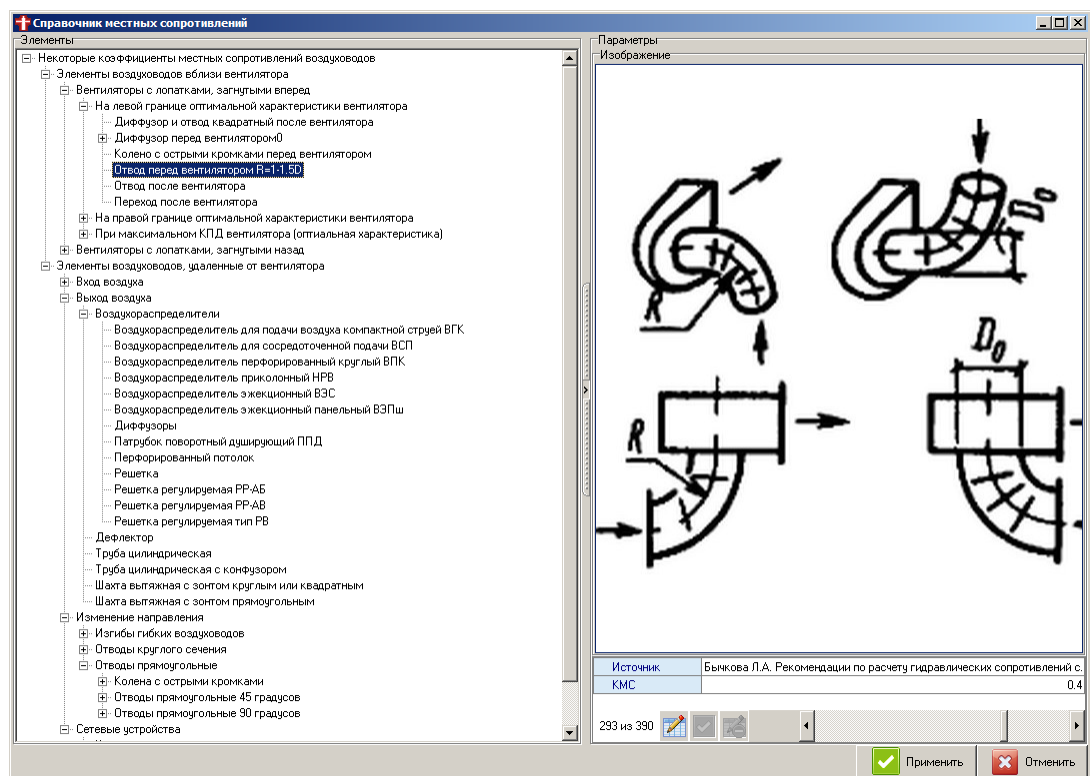 Справочник местных сопротивлений
Элементы
Некоторые коэффициенты местных сопротивлений воздуховодов
Элементы воздуховодов вблизи вентилятора
Вентиляторы с лопатками, загнутыми вперед
На левой границе оптимальной характеристики вентилятора
Диффузор и отвод квадратный после вентилятора
Диффузор перед вентилятором0
Колено с острыми кромками перед вентилятором
Отвод перед вентилятором R=1-1.5D
Отвод после вентилятора
Переход после вентилятора
На правой границе оптимальной характеристики вентилятора
При максимальном КПД вентилятора (оптиальная характеристика)
Вентиляторы с лопатками, загнутыми назад
Элементы воздуховодов, удаленные от вентилятора
Вход воздуха
Выход воздуха
Воздухораспределители
Воздухораспределитель для подачи воздуха компактной струей ВГК
Воздухораспределитель для сосредоточенной подачи ВСП
Воздухораспределитель перфорированный круглый ВПК
Воздухораспределитель приколонный НРВ
Воздухораспределитель эжекционный ВЭС
Воздухораспределитель эжекционный панельный ВЭПш
Диффузоры
Патрубок поворотный душирующий ППД
Перфорированный потолок
Решетка
Решетка регулируемая РР-АБ
Решетка регулируемая РР-АВ
Решетка регулируемая тип РВ
Дефлектор
Труба цилиндрическая
Труба цилиндрическая с конфузором
Шахта вытяжная с зонтом круглым или квадратным
Шахта вытяжная с зонтом прямоугольным
Изменение направления
Изгибы гибких воздуховодов
Отводы круглого сечения
Отводы прямоугольные
Колена с острыми кромками
Отводы прямоугольные 45 градусов
Отводы прямоугольные 90 градусов
Сетевые устройства
Параметры
Изображение
D₀
R
D₀
R
Источник Бычкова Л.А. Рекомендации по расчету гидравлических сопротивлений с.
КМС 0.4
293 из 390
Применить
Отменить